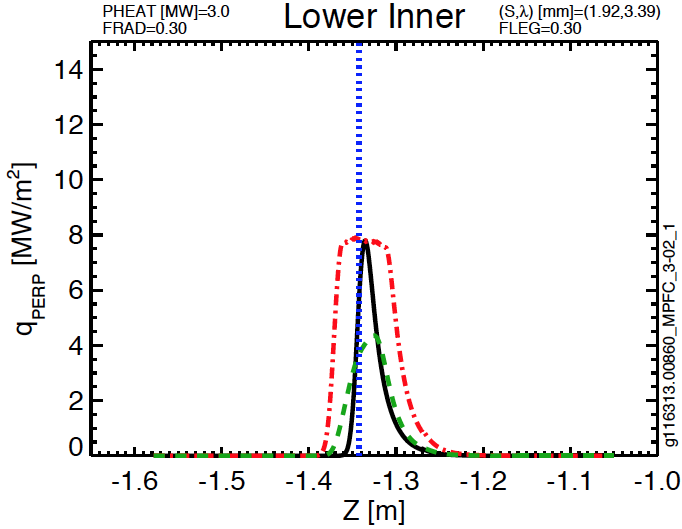 PHEAT [MW]=3.0
FRAD=0.30
Lower Inner
(S,λ) [mm]=(1.92,3.39)
FLEG=0.30
14
12
10
8
6
4
2
0
qPERP [MW/m²]
-1.6
-1.5
-1.4
-1.3
-1.2
-1.1
-1.0
Z [m]
g116313.00860_MPFC_3-02_1